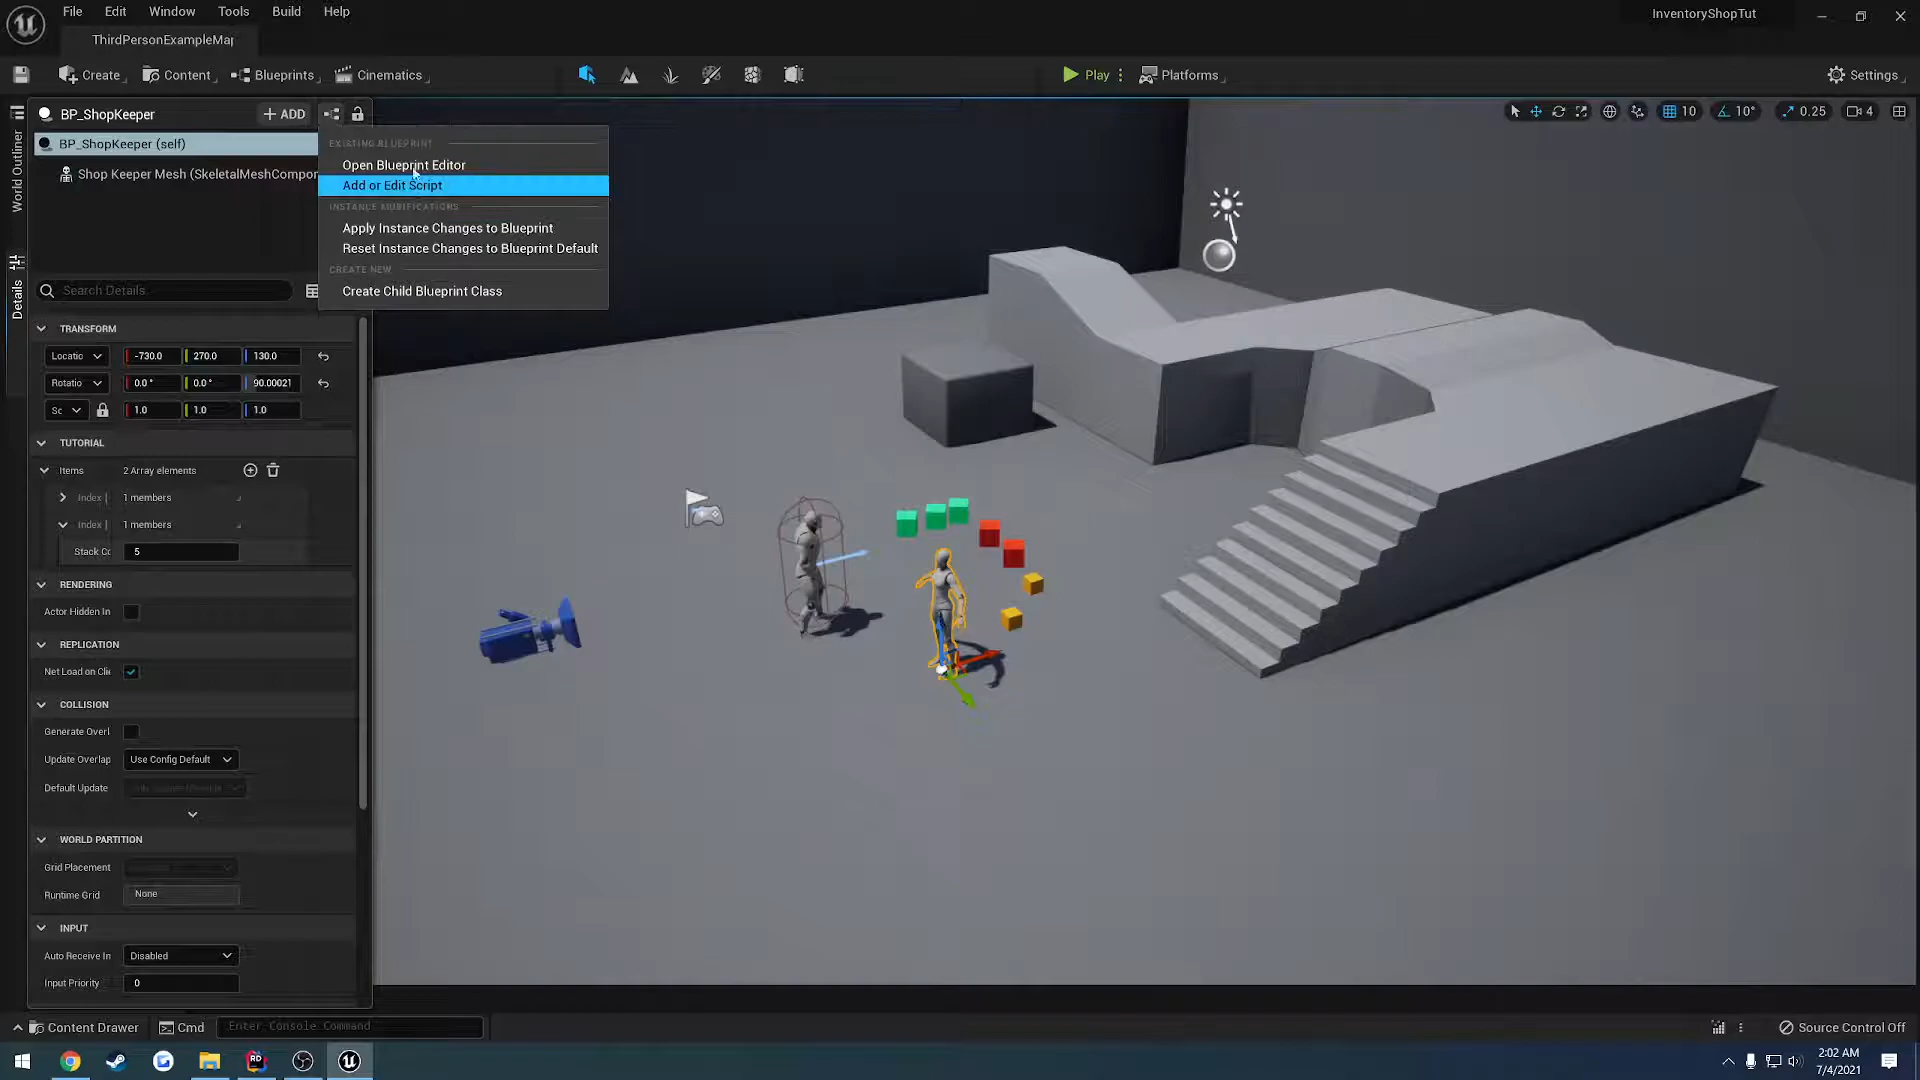 File Edit Window Tools Build Help
InventoryShopTut
ThirdPersonExampleMap
Create Content Blueprints Cinematics Play Platforms Settings
BP_ShopKeeper + ADD
10 10° 0.25 4
BP_ShopKeeper (self)
Shop Keeper Mesh (SkeletalMeshCompor
EXISTING BLUEPRINT
Open Blueprint Editor
Add or Edit Script
INSTANCE MODIFICATIONS
Apply Instance Changes to Blueprint
Reset Instance Changes to Blueprint Default
CREATE NEW
Create Child Blueprint Class
World Outliner
Details
Search Details
TRANSFORM
Locatio -730.0 270.0 130.0
Rotatio 0.0° 0.0° 90.00021
Sc 1.0 1.0 1.0
TUTORIAL
Items 2 Array elements
Index [ 1 members
Index [ 1 members
Stack Cc 5
RENDERING
Actor Hidden In
REPLICATION
Net Load on Clie
COLLISION
Generate Overl
Update Overlap Use Config Default
Default Update
WORLD PARTITION
Grid Placement
Runtime Grid None
INPUT
Auto Receive In Disabled
Input Priority 0
Content Drawer Cmd Enter Console Command Source Control Off
RD
2:02 AM
7/4/2021